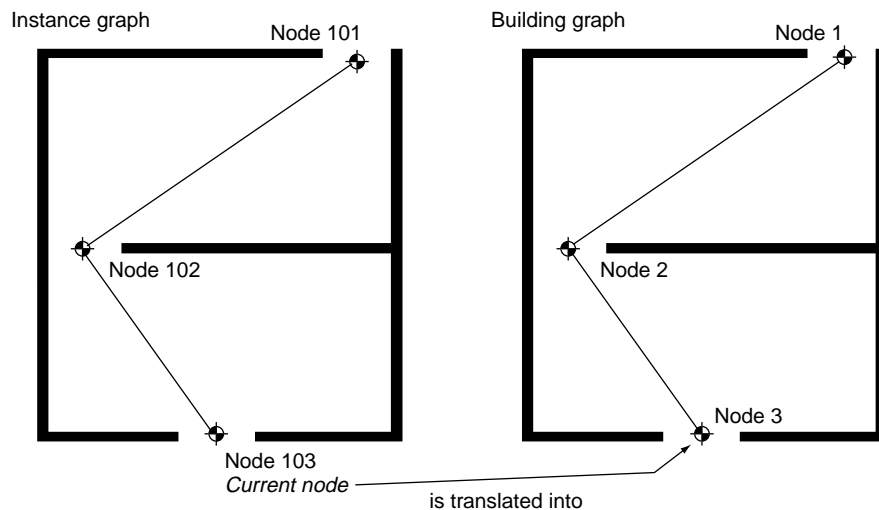 Instance graph
Node 101
Node 102
Node 103
Current node
Building graph
Node 1
Node 2
Node 3
is translated into